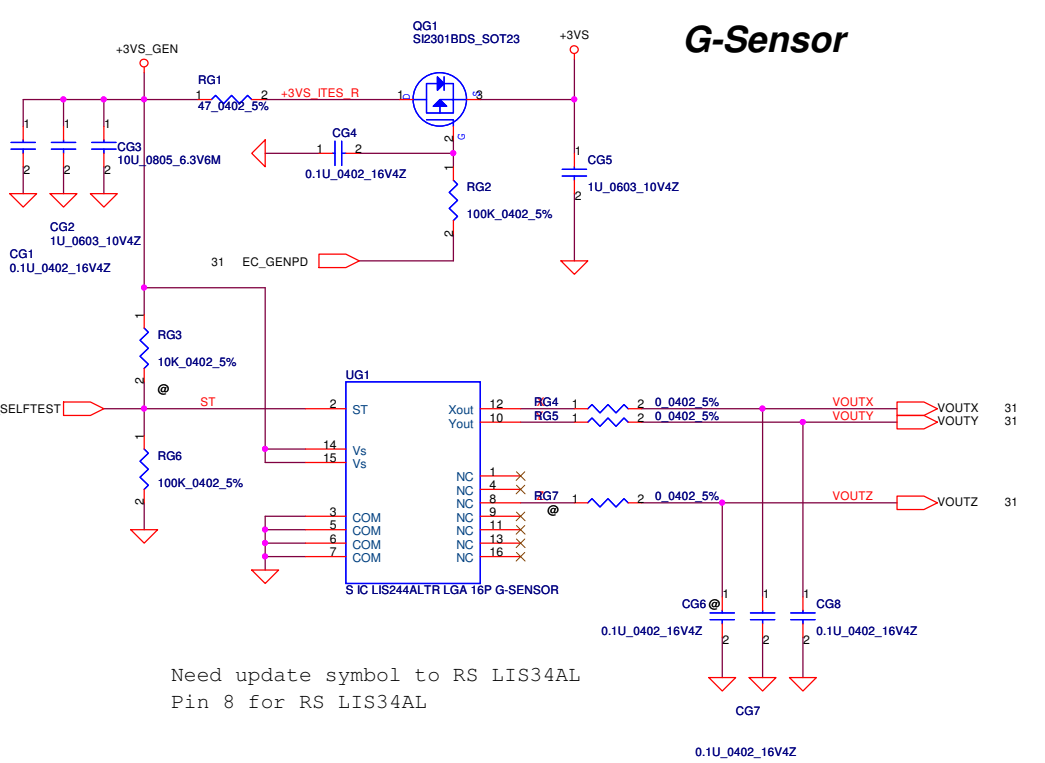 G-Sensor
QG1
SI2301BDS_SOT23
+3VS
+3VS_GEN
RG1
1
2
+3VS_ITES_R
1
D
S
3
47_0402_5%
G
2
1
1
1
CG3
10U_0805_6.3V6M
2
2
2
CG4
1
2
0.1U_0402_16V4Z
1
RG2
100K_0402_5%
2
1
CG5
1U_0603_10V4Z
2
CG2
1U_0603_10V4Z
CG1
0.1U_0402_16V4Z
31
EC_GENPD
1
RG3
10K_0402_5%
2
@
SELFTEST
ST
1
RG6
100K_0402_5%
2
UG1
2
ST
14
Vs
15
Vs
3
COM
5
COM
6
COM
7
COM
Xout
12
Yout
10
NC
1
NC
4
NC
8
NC
9
NC
11
NC
13
NC
16
S IC LIS244ALTR LGA 16P G-SENSOR
RG4
1
2
0_0402_5%
VOUTX
VOUTX
31
RG5
1
2
0_0402_5%
VOUTY
VOUTY
31
RG7
1
2
0_0402_5%
VOUTZ
VOUTZ
31
@
CG6
@
1
1
1
CG8
0.1U_0402_16V4Z
0.1U_0402_16V4Z
2
2
2
CG7
0.1U_0402_16V4Z
Need update symbol to RS LIS34AL
Pin 8 for RS LIS34AL